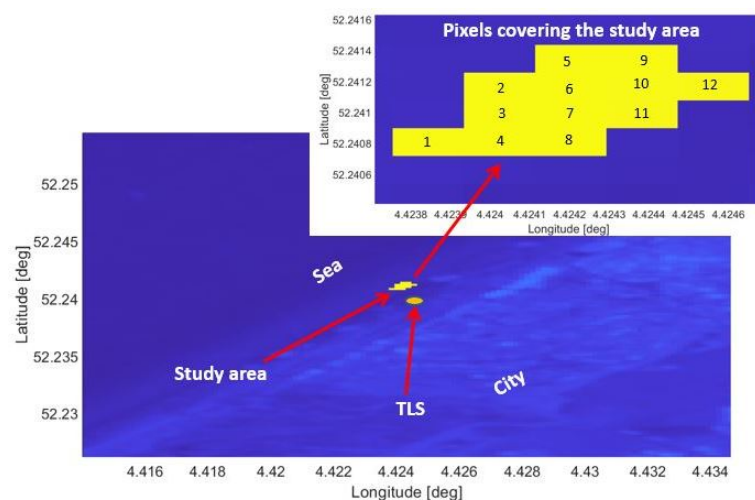 Pixels covering the study area
52.2416
52.2414
52.2412
52.241
52.2408
52.2406
Latitude [deg]
5 9
2 6 10 12
3 7 11
1 4 8
4.4238 4.4239 4.424 4.4241 4.4242 4.4243 4.4244 4.4245 4.4246
Longitude [deg]
52.25
52.245
52.24
52.235
52.23
Latitude [deg]
Sea
Study area
TLS
City
4.416 4.418 4.42 4.422 4.424 4.426 4.428 4.43 4.432 4.434
Longitude [deg]